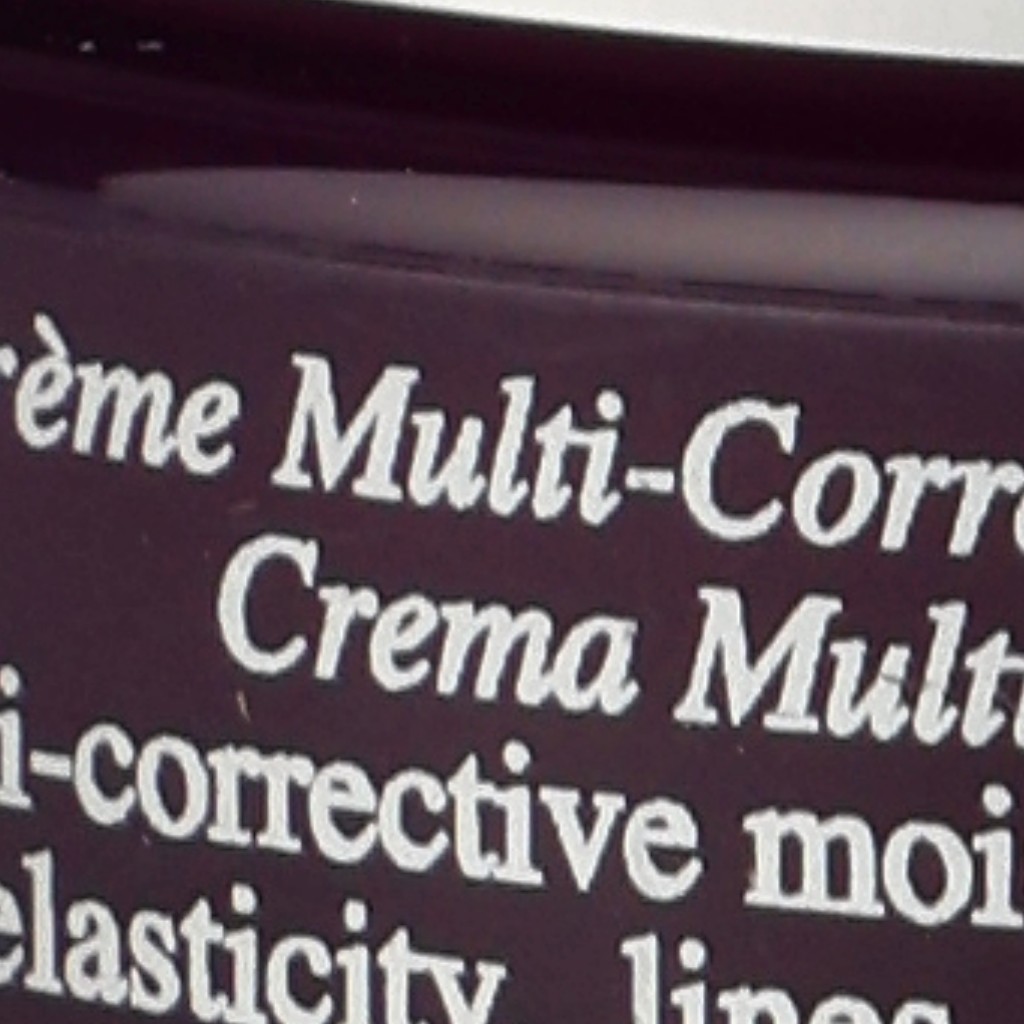 rème Multi-Corre
Crema Multi
i-corrective moi
elasticity lines